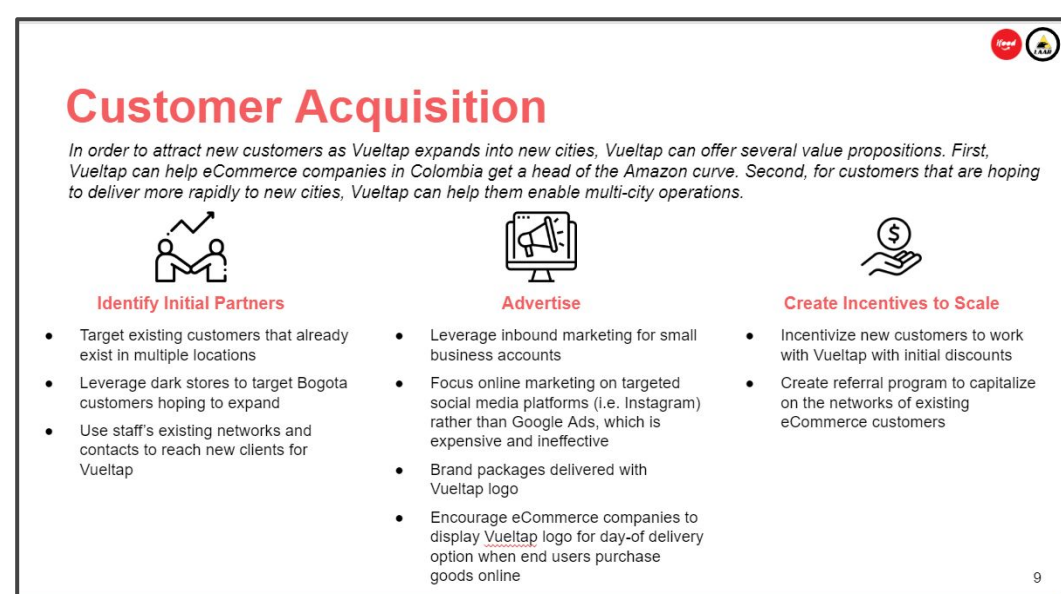 ifood
LAAB
Customer Acquisition
In order to attract new customers as Vueltap expands into new cities, Vueltap can offer several value propositions. First,
Vueltap can help eCommerce companies in Colombia get a head of the Amazon curve. Second, for customers that are hoping
to deliver more rapidly to new cities, Vueltap can help them enable multi-city operations.
$
Identify Initial Partners
● Target existing customers that already
exist in multiple locations
● Leverage dark stores to target Bogota
customers hoping to expand
● Use staff's existing networks and
contacts to reach new clients for
Vueltap
Advertise
● Leverage inbound marketing for small
business accounts
● Focus online marketing on targeted
social media platforms (i.e. Instagram)
rather than Google Ads, which is
expensive and ineffective
● Brand packages delivered with
Vueltap logo
● Encourage eCommerce companies to
display Vueltap logo for day-of delivery
option when end users purchase
goods online
Create Incentives to Scale
● Incentivize new customers to work
with Vueltap with initial discounts
● Create referral program to capitalize
on the networks of existing
eCommerce customers
9